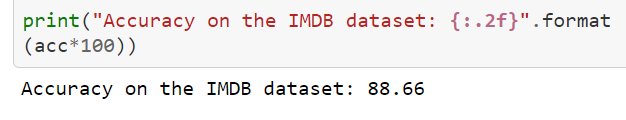 print("Accuracy on the IMDB dataset: {:.2f}".format
(acc*100))
Accuracy on the IMDB dataset: 88.66